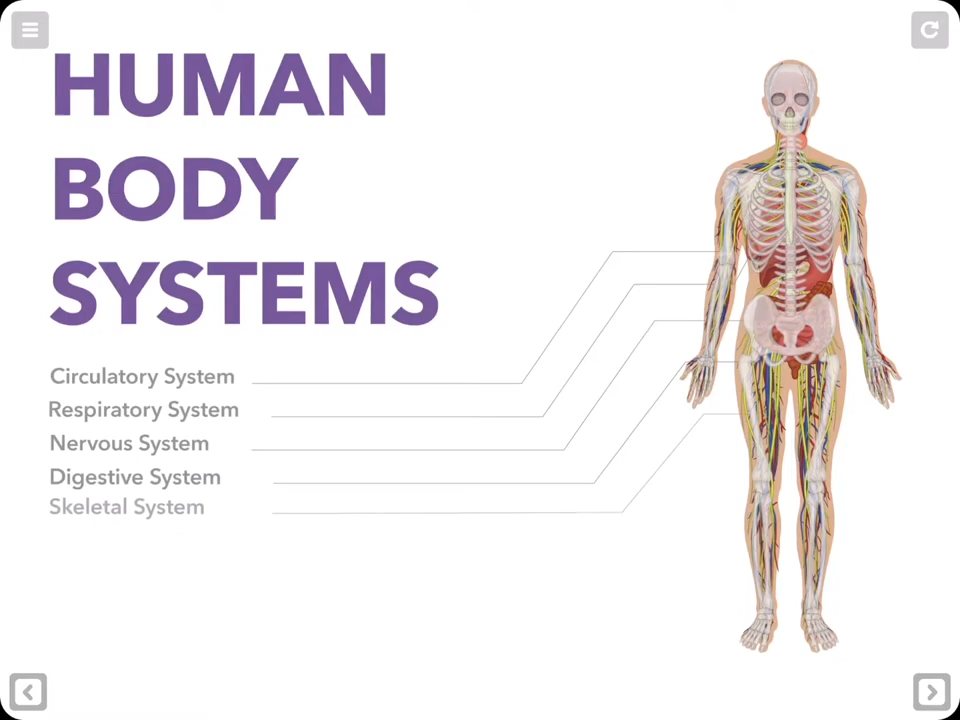 HUMAN
BODY
SYSTEMS
Circulatory System
Respiratory System
Nervous System
Digestive System
Skeletal System